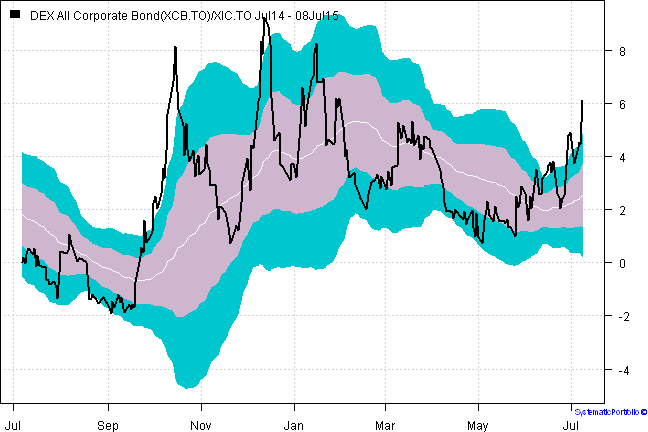 DEX All Corporate Bond(XCB.TO)/XIC.TO Jul14 - 08Jul15
8
6
4
2
0
-2
-4
SystematicPortfolio ©
Jul Sep Nov Jan Mar May Jul